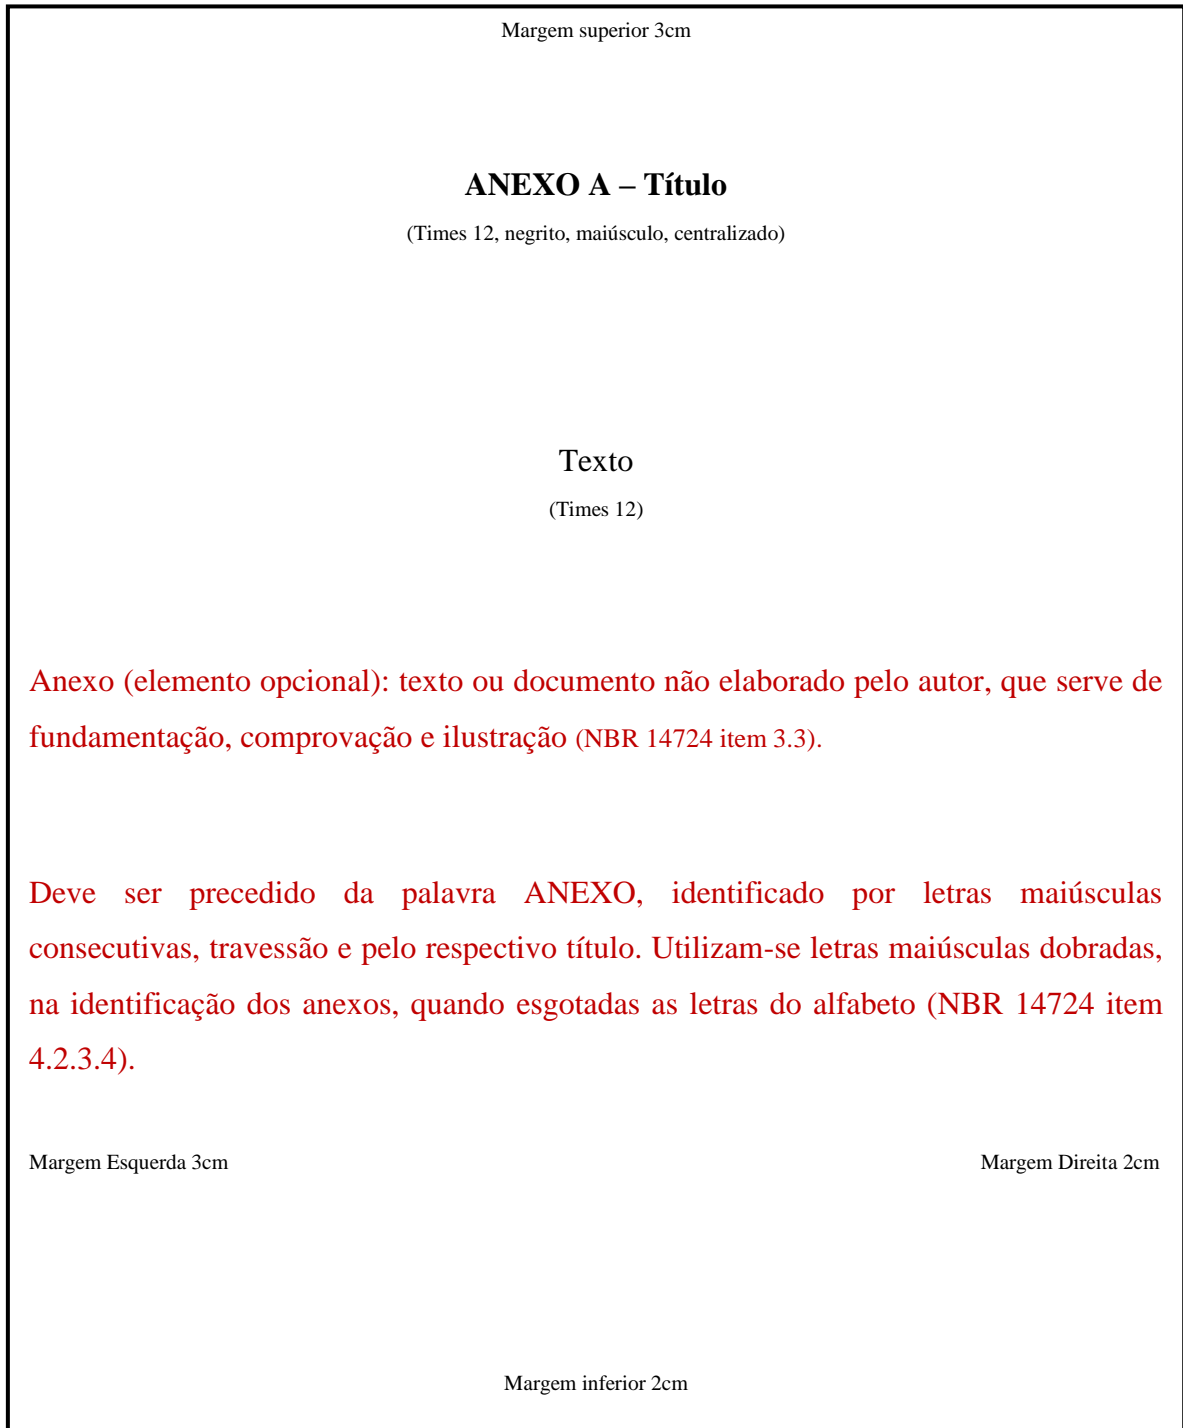 Margem superior 3cm
ANEXO A – Título
(Times 12, negrito, maiúsculo, centralizado)
Texto
(Times 12)
Anexo (elemento opcional): texto ou documento não elaborado pelo autor, que serve de
fundamentação, comprovação e ilustração (NBR 14724 item 3.3).
Deve ser precedido da palavra ANEXO, identificado por letras maiúsculas
consecutivas, travessão e pelo respectivo título. Utilizam-se letras maiúsculas dobradas,
na identificação dos anexos, quando esgotadas as letras do alfabeto (NBR 14724 item
4.2.3.4).
Margem Esquerda 3cm Margem Direita 2cm
Margem inferior 2cm